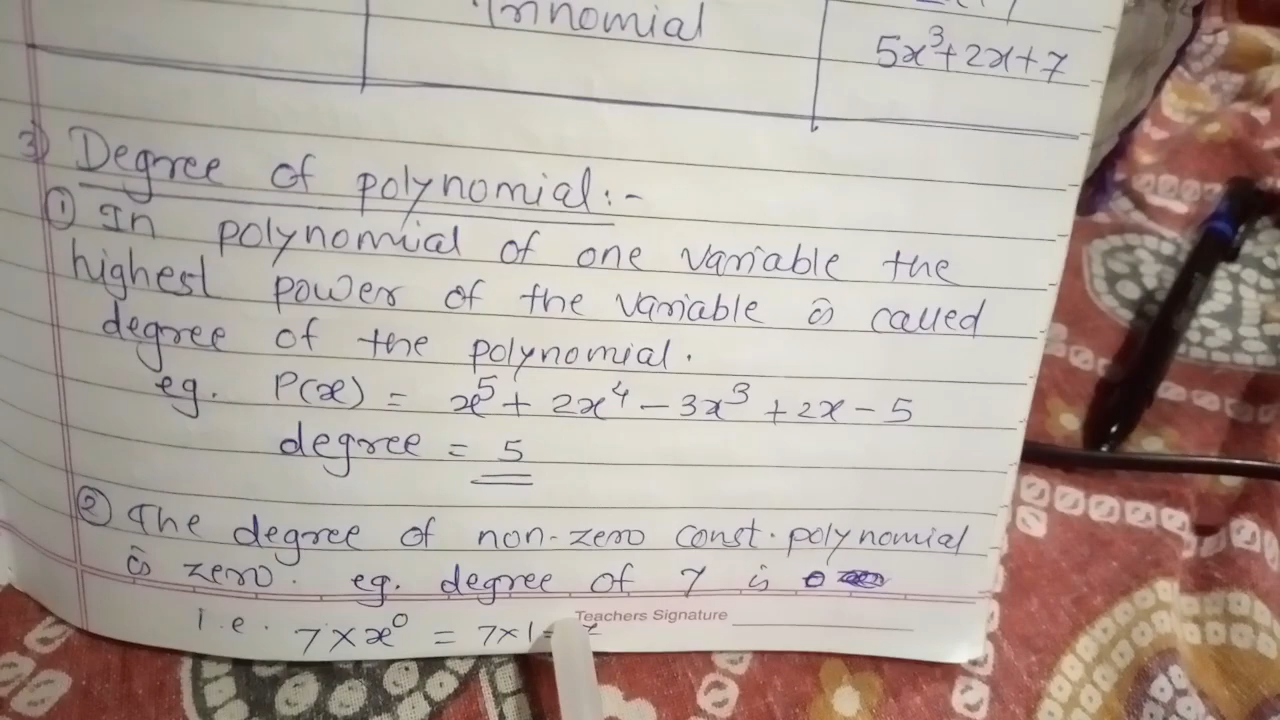 Trinomial
5x³+2x+7
3) Degree of polynomial:-
① In polynomial of one variable the
highest power of the variable is called
degree of the polynomial.
eg. P(x) = x⁵ + 2x⁴ - 3x³ + 2x - 5
degree = 5
② The degree of non-zero const. polynomial
is zero. eg. degree of 7 is 0
Teachers Signature
i.e. 7×x⁰ = 7×1=7